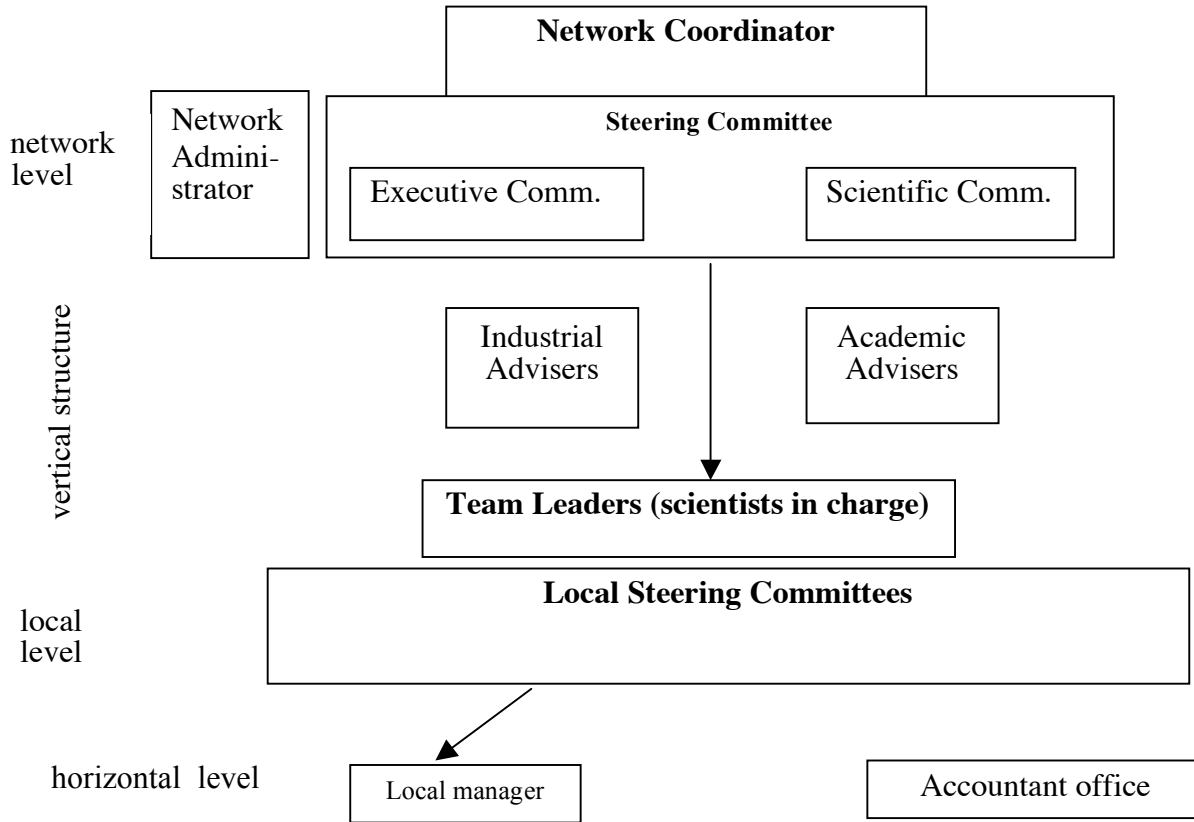 Network Coordinator
network
level
Network
Admini-
strator
Steering Committee
Executive Comm.
Scientific Comm.
vertical structure
Industrial
Advisers
Academic
Advisers
Team Leaders (scientists in charge)
local
level
Local Steering Committees
horizontal level
Local manager
Accountant office